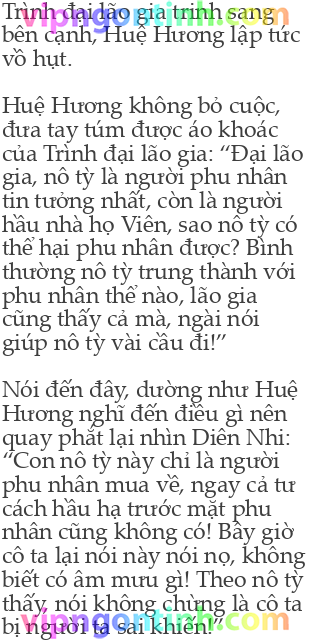 Trình đại lão gia tránh sang
bên cạnh, Huệ Hương lập tức
vồ hụt.
Huệ Hương không bỏ cuộc,
đưa tay túm được áo khoác
của Trình đại lão gia: “Đại lão
gia, nô tỳ là người phu nhân
tin tưởng nhất, còn là người
hầu nhà họ Viên, sao nô tỳ có
thể hại phu nhân được? Bình
thường nô tỳ trung thành với
phu nhân thế nào, lão gia
cũng thấy cả mà, ngài nói
giúp nô tỳ vài câu đi!”
Nói đến đây, dường như Huệ
Hương nghĩ đến điều gì nên
quay phắt lại nhìn Diên Nhi:
“Con nô tỳ này chỉ là người
phu nhân mua về, ngay cả tư
cách hầu hạ trước mặt phu
nhân cũng không có! Bây giờ
cô ta lại nói này nói nọ, không
biết có âm mưu gì! Theo nô tỳ
thấy, nói không chừng là cô ta
bị người ta sai khiến!”
vipngontinh.com
vipngontinh.com